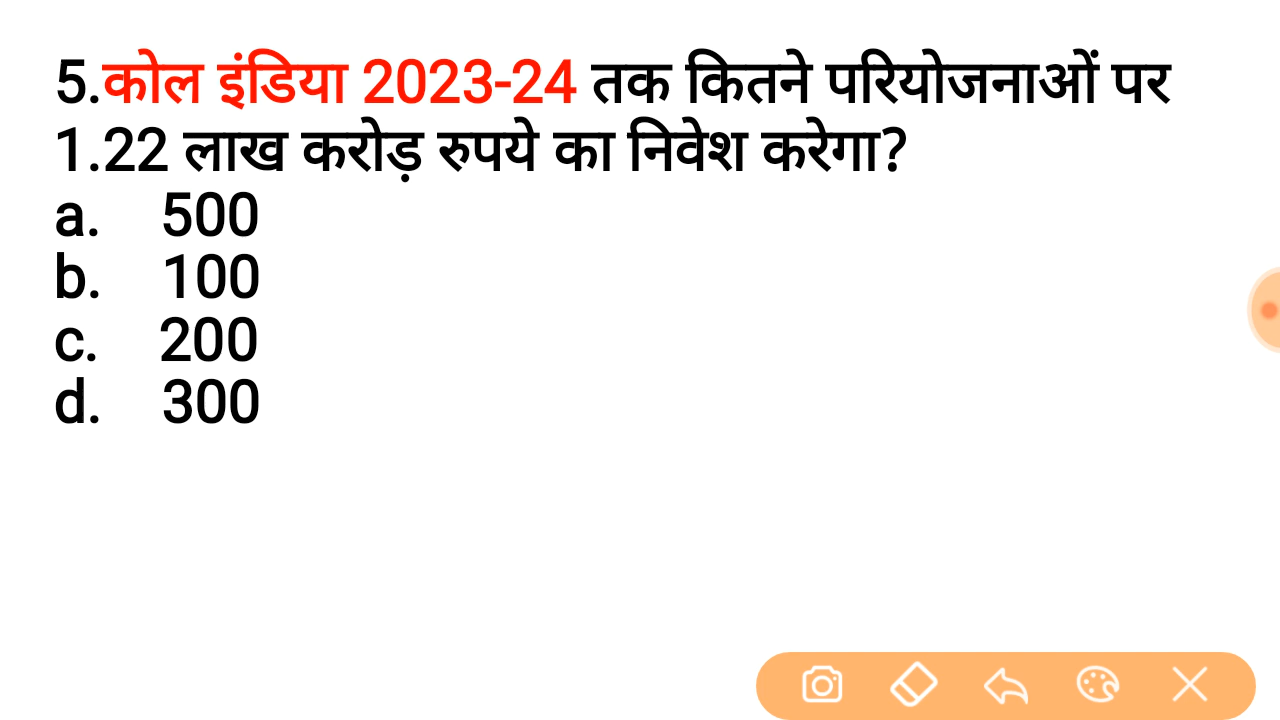 5.कोल इंडिया 2023-24 तक कितने परियोजनाओं पर
1.22 लाख करोड़ रुपये का निवेश करेगा?
a. 500
b. 100
c. 200
d. 300